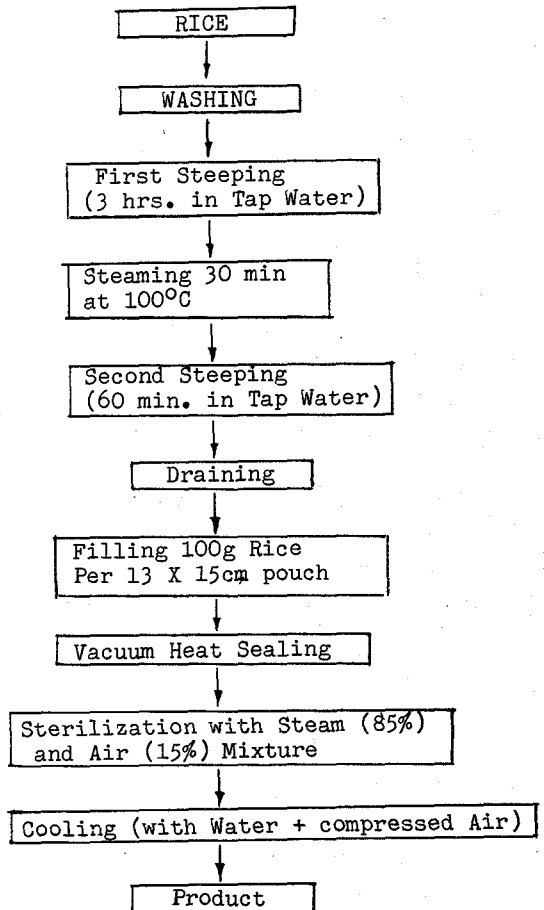 RICE
WASHING
First Steeping
(3 hrs. in Tap Water)
Steaming 30 min
at 100°C
Second Steeping
(60 min. in Tap Water)
Draining
Filling 100g Rice
Per 13 X 15cm pouch
Vacuum Heat Sealing
Sterilization with Steam (85%)
and Air (15%) Mixture
Cooling (with Water + compressed Air)
Product